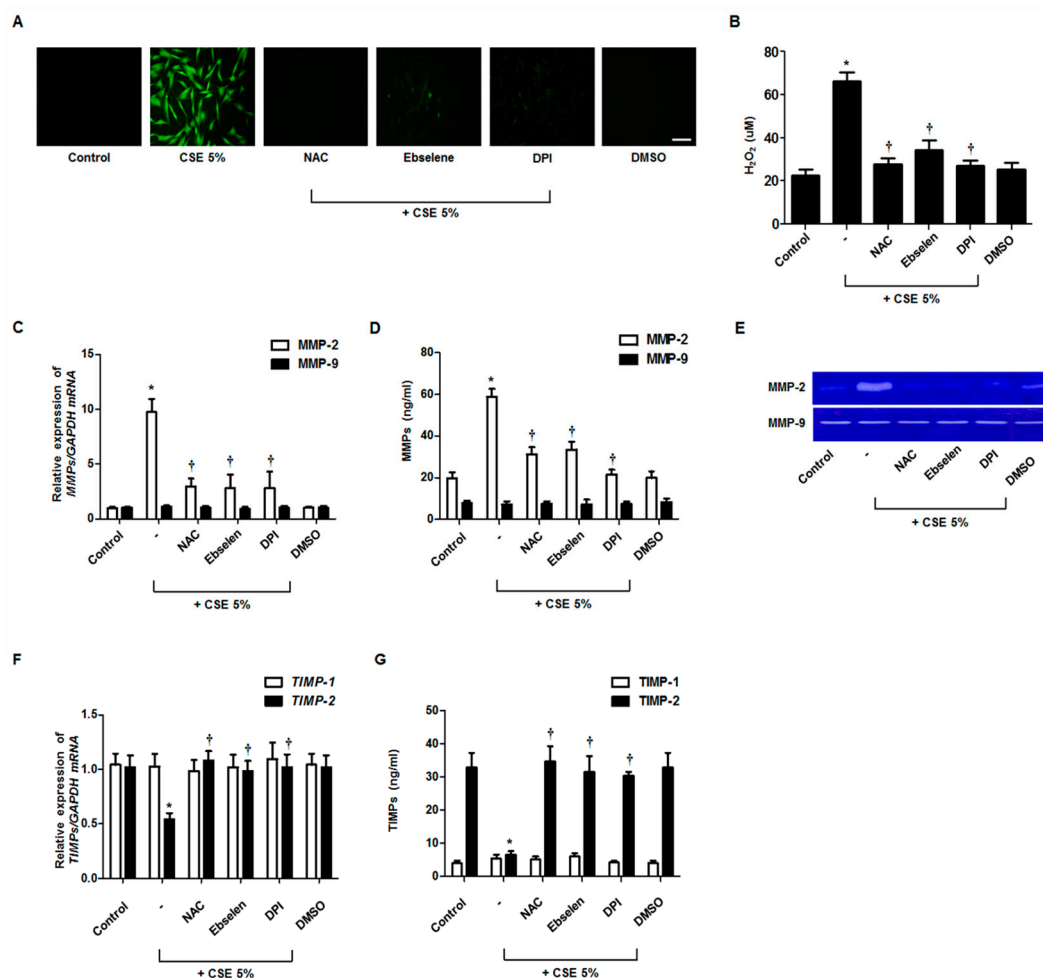 A
Control
CSE 5%
NAC
Ebselene
DPI
DMSO
+ CSE 5%
B
H2O2 (uM)
80
60
40
20
0
*
†
†
†
Control
-
NAC
Ebselen
DPI
DMSO
+ CSE 5%
C
MMP-2
MMP-9
Relative expression of
MMPs/GAPDH mRNA
15
10
5
0
*
†
†
†
Control
-
NAC
Ebselen
DPI
DMSO
+ CSE 5%
D
MMP-2
MMP-9
MMPs (ng/ml)
80
60
40
20
0
*
†
†
†
Control
-
NAC
Ebselen
DPI
DMSO
+ CSE 5%
E
MMP-2
MMP-9
Control
-
NAC
Ebselen
DPI
DMSO
+ CSE 5%
F
TIMP-1
TIMP-2
Relative expression of
TIMPs/GAPDH mRNA
1.5
1.0
0.5
0.0
*
†
†
†
Control
-
NAC
Ebselen
DPI
DMSO
+ CSE 5%
G
TIMP-1
TIMP-2
TIMPs (ng/ml)
50
40
30
20
10
0
*
†
†
†
Control
-
NAC
Ebselen
DPI
DMSO
+ CSE 5%